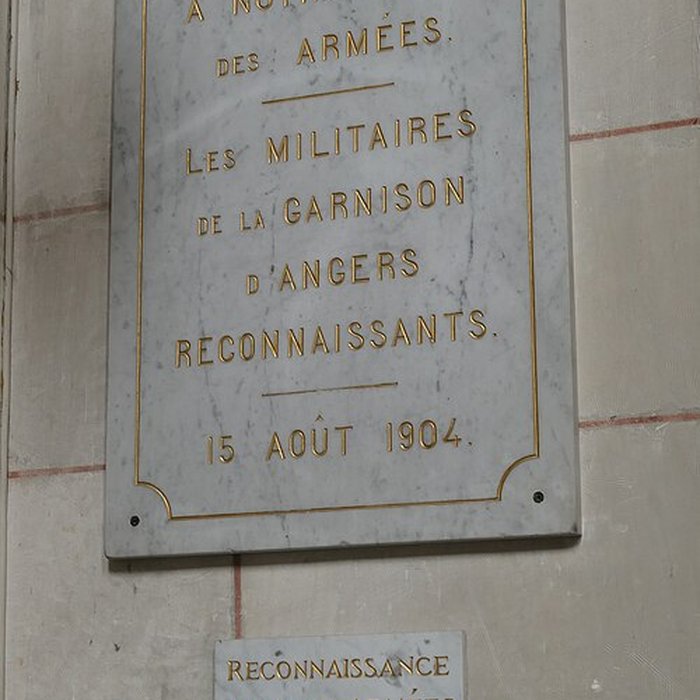 A
DES ARMÉES.
LES MILITAIRES
DE LA GARNISON
D'ANGERS
RECONNAISSANTS.
15 AOÛT 1904.
RECONNAISSANCE